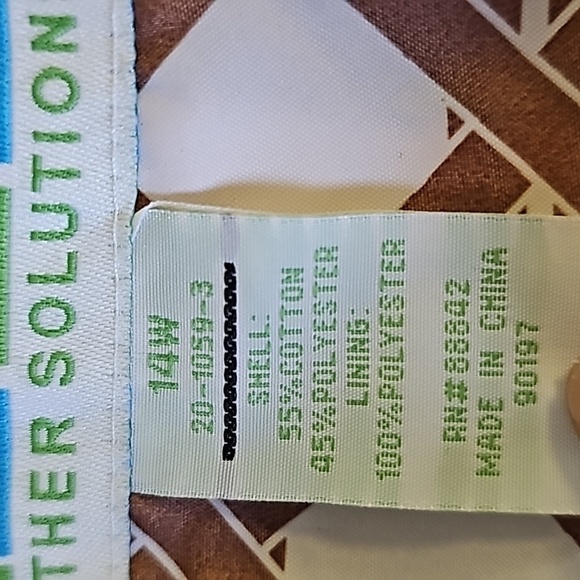 THER SOLUTION
14W
20-1059-3
SHELL:
55%COTTON
45%POLYESTER
LINING:
100%POLYESTER
RN#88842
MADE IN CHINA
90197